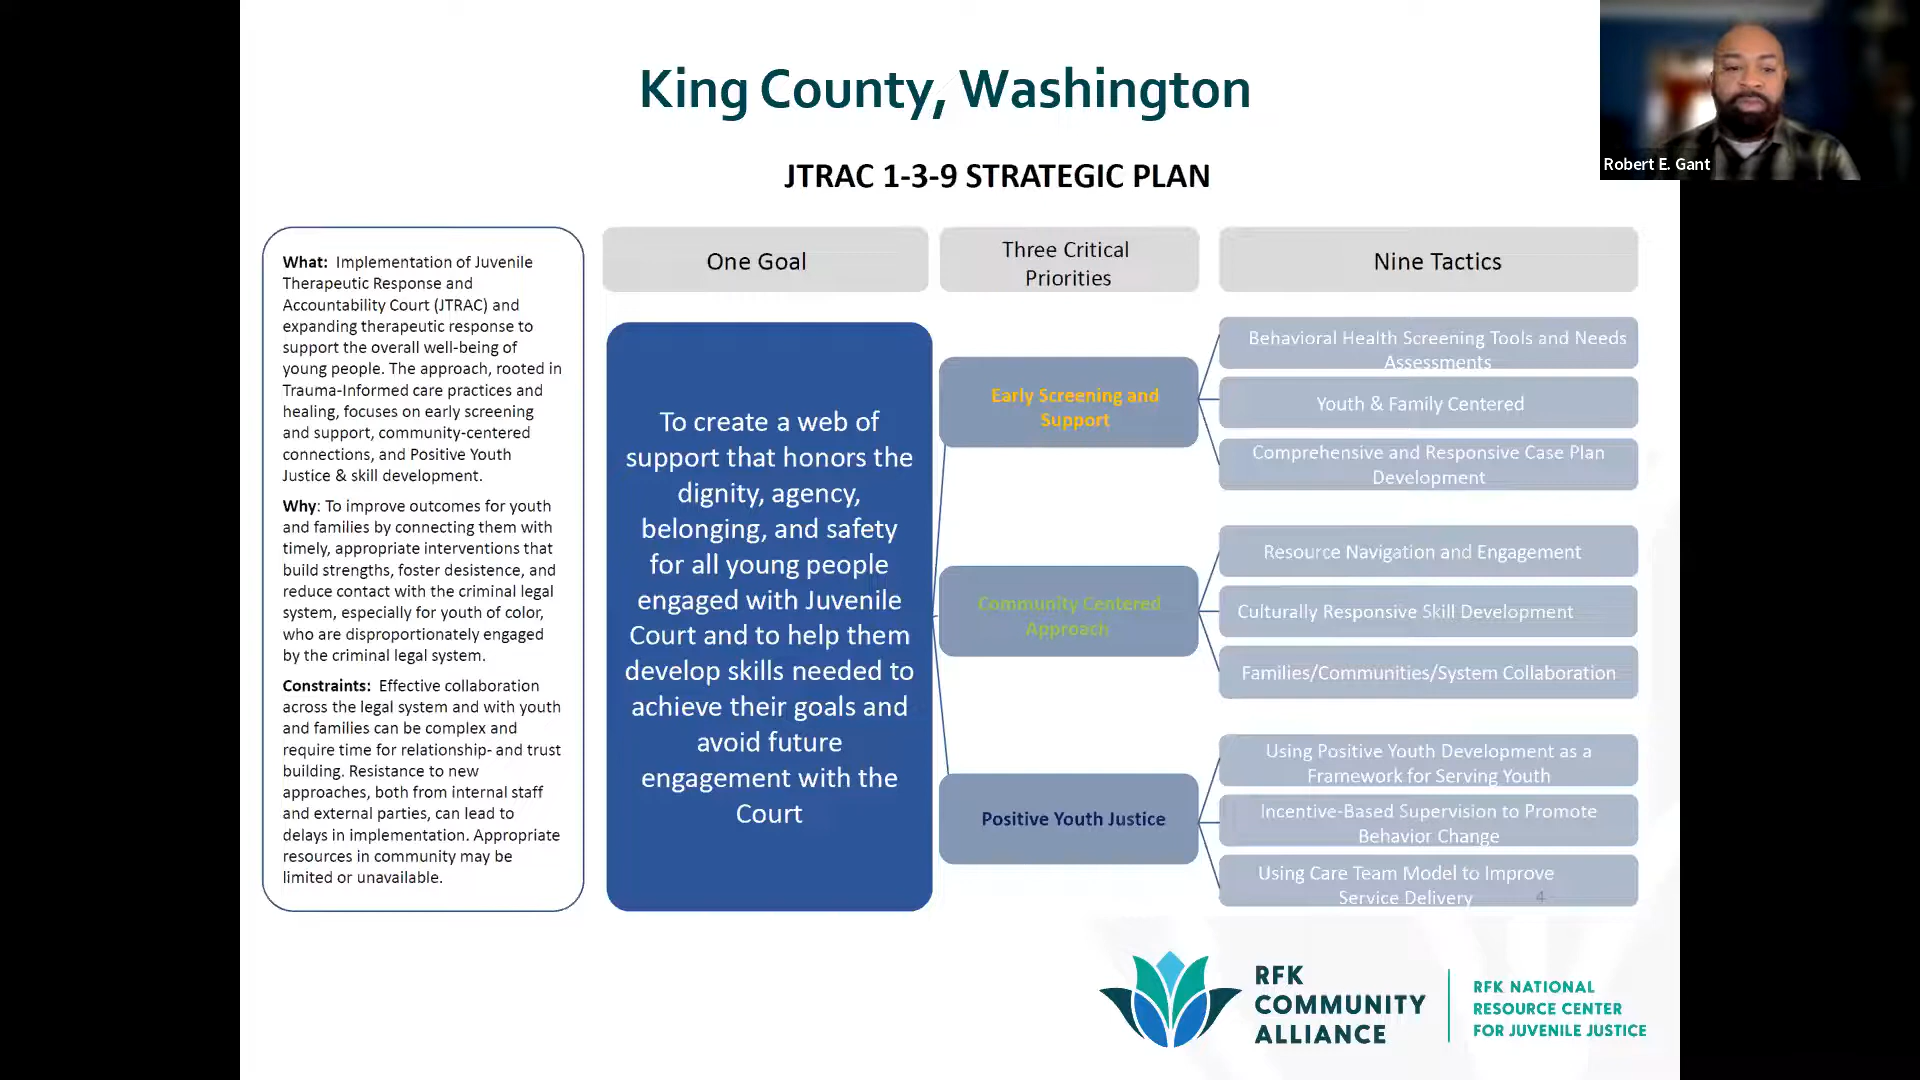 King County, Washington
Robert E. Gant
JTRAC 1-3-9 STRATEGIC PLAN
What: Implementation of Juvenile
Therapeutic Response and
Accountability Court (JTRAC) and
expanding therapeutic response to
support the overall well-being of
young people. The approach, rooted in
Trauma-Informed care practices and
healing, focuses on early screening
and support, community-centered
connections, and Positive Youth
Justice & skill development.
Why: To improve outcomes for youth
and families by connecting them with
timely, appropriate interventions that
build strengths, foster desistence, and
reduce contact with the criminal legal
system, especially for youth of color,
who are disproportionately engaged
by the criminal legal system.
Constraints: Effective collaboration
across the legal system and with youth
and families can be complex and
require time for relationship- and trust
building. Resistance to new
approaches, both from internal staff
and external parties, can lead to
delays in implementation. Appropriate
resources in community may be
limited or unavailable.
One Goal
To create a web of
support that honors the
dignity, agency,
belonging, and safety
for all young people
engaged with Juvenile
Court and to help them
develop skills needed to
achieve their goals and
avoid future
engagement with the
Court
Three Critical
Priorities
Early Screening and
Support
Community Centered
Approach
Positive Youth Justice
Nine Tactics
Behavioral Health Screening Tools and Needs
Assessments
Youth & Family Centered
Comprehensive and Responsive Case Plan
Development
Resource Navigation and Engagement
Culturally Responsive Skill Development
Families/Communities/System Collaboration
Using Positive Youth Development as a
Framework for Serving Youth
Incentive-Based Supervision to Promote
Behavior Change
Using Care Team Model to Improve
Service Delivery
4
RFK
COMMUNITY
ALLIANCE
RFK NATIONAL
RESOURCE CENTER
FOR JUVENILE JUSTICE